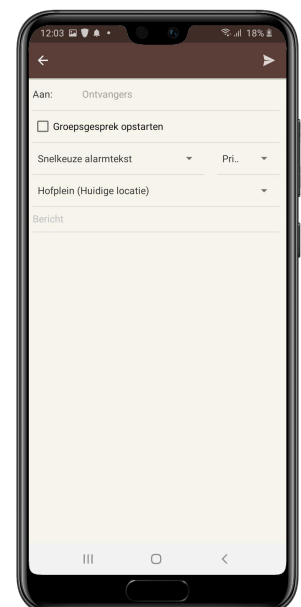 12:03 18%
Aan: Ontvangers
Groepsgesprek opstarten
Snelkeuze alarmtekst Pri..
Hofplein (Huidige locatie)
Bericht